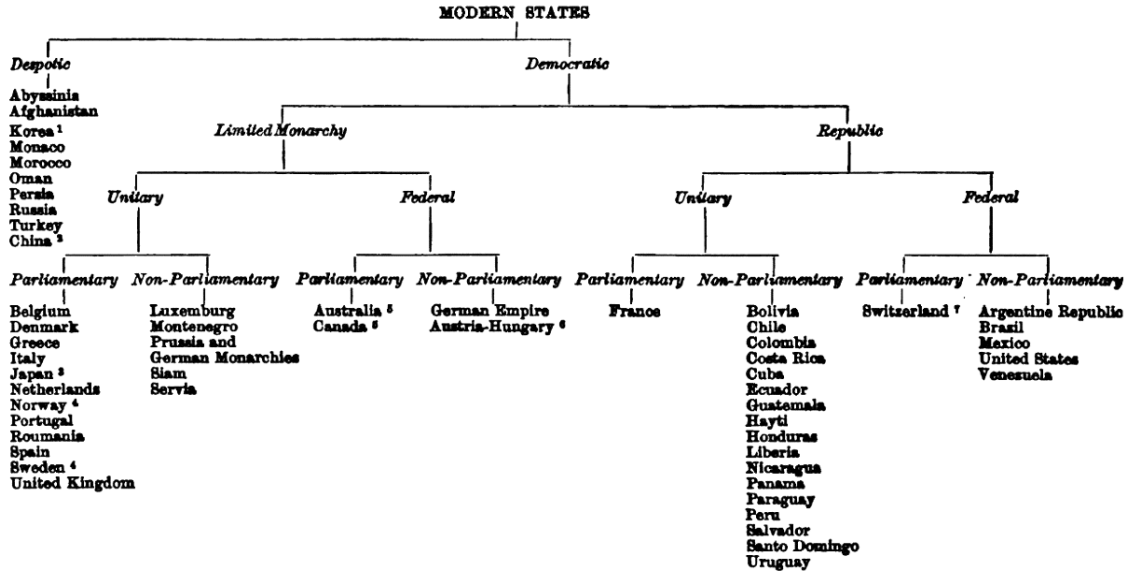 MODERN STATES
Despotic
Democratic
Abyssinia
Afghanistan
Korea ¹
Monaco
Morocco
Oman
Persia
Russia
Turkey
China ²
Limited Monarchy
Republic
Unitary
Federal
Unitary
Federal
Parliamentary
Non-Parliamentary
Parliamentary
Non-Parliamentary
Parliamentary
Non-Parliamentary
Parliamentary
Non-Parliamentary
Belgium
Denmark
Greece
Italy
Japan ³
Netherlands
Norway ⁴
Portugal
Roumania
Spain
Sweden ⁴
United Kingdom
Luxemburg
Montenegro
Prussia and
German Monarchies
Siam
Servia
Australia ⁵
Canada ⁵
German Empire
Austria-Hungary ⁶
France
Bolivia
Chile
Colombia
Costa Rica
Cuba
Ecuador
Guatemala
Hayti
Honduras
Liberia
Nicaragua
Panama
Paraguay
Peru
Salvador
Santo Domingo
Uruguay
Switzerland ⁷
Argentine Republic
Brazil
Mexico
United States
Venezuela